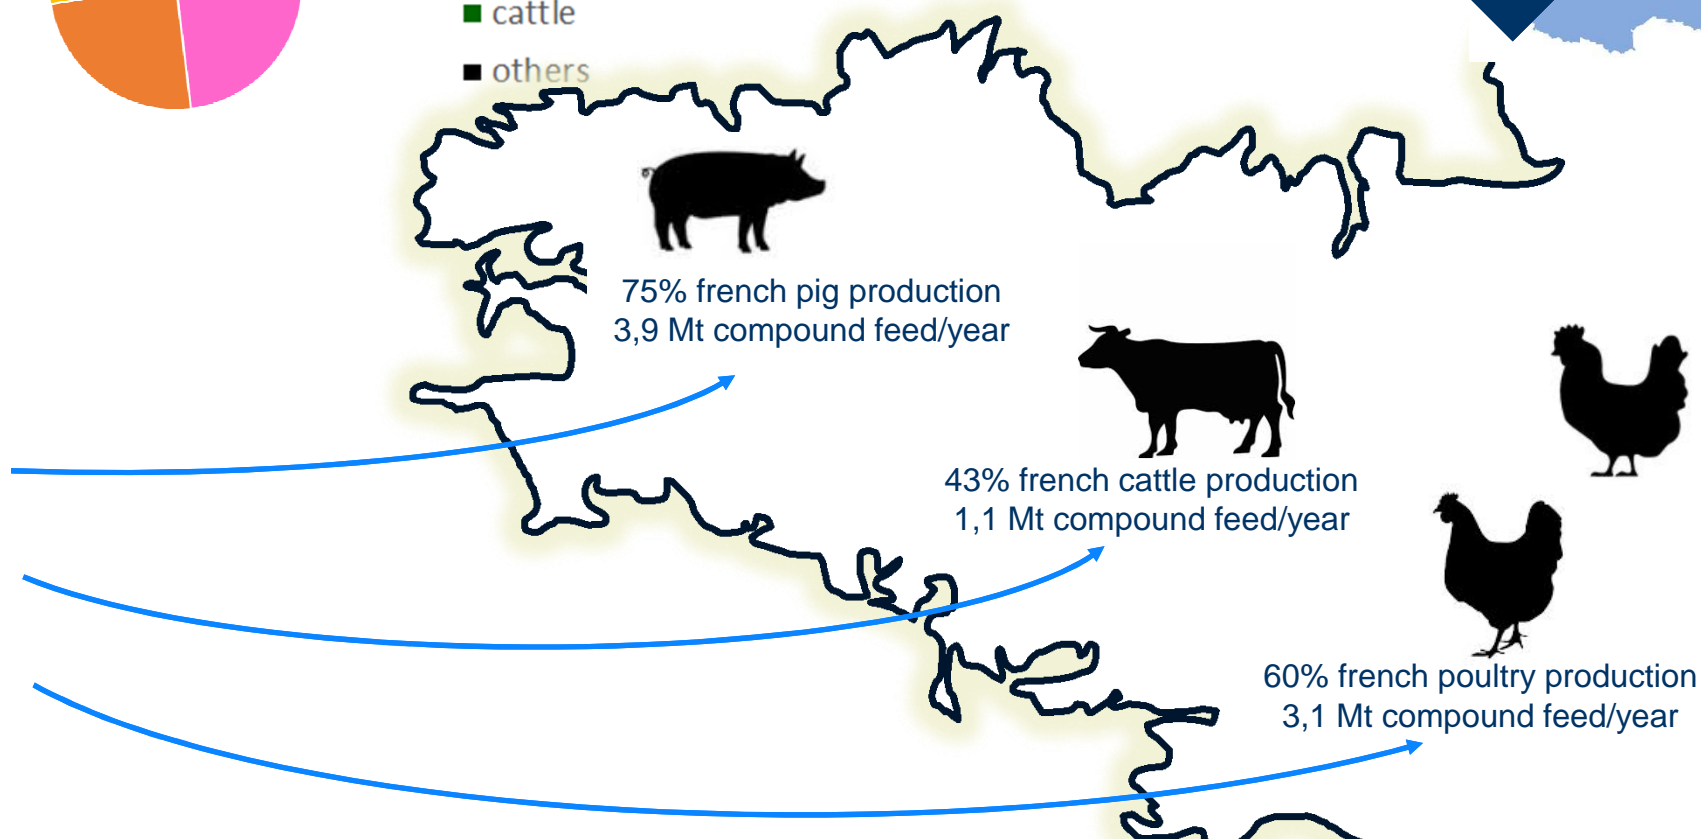 cattle
others
75% french pig production
3,9 Mt compound feed/year
43% french cattle production
1,1 Mt compound feed/year
60% french poultry production
3,1 Mt compound feed/year